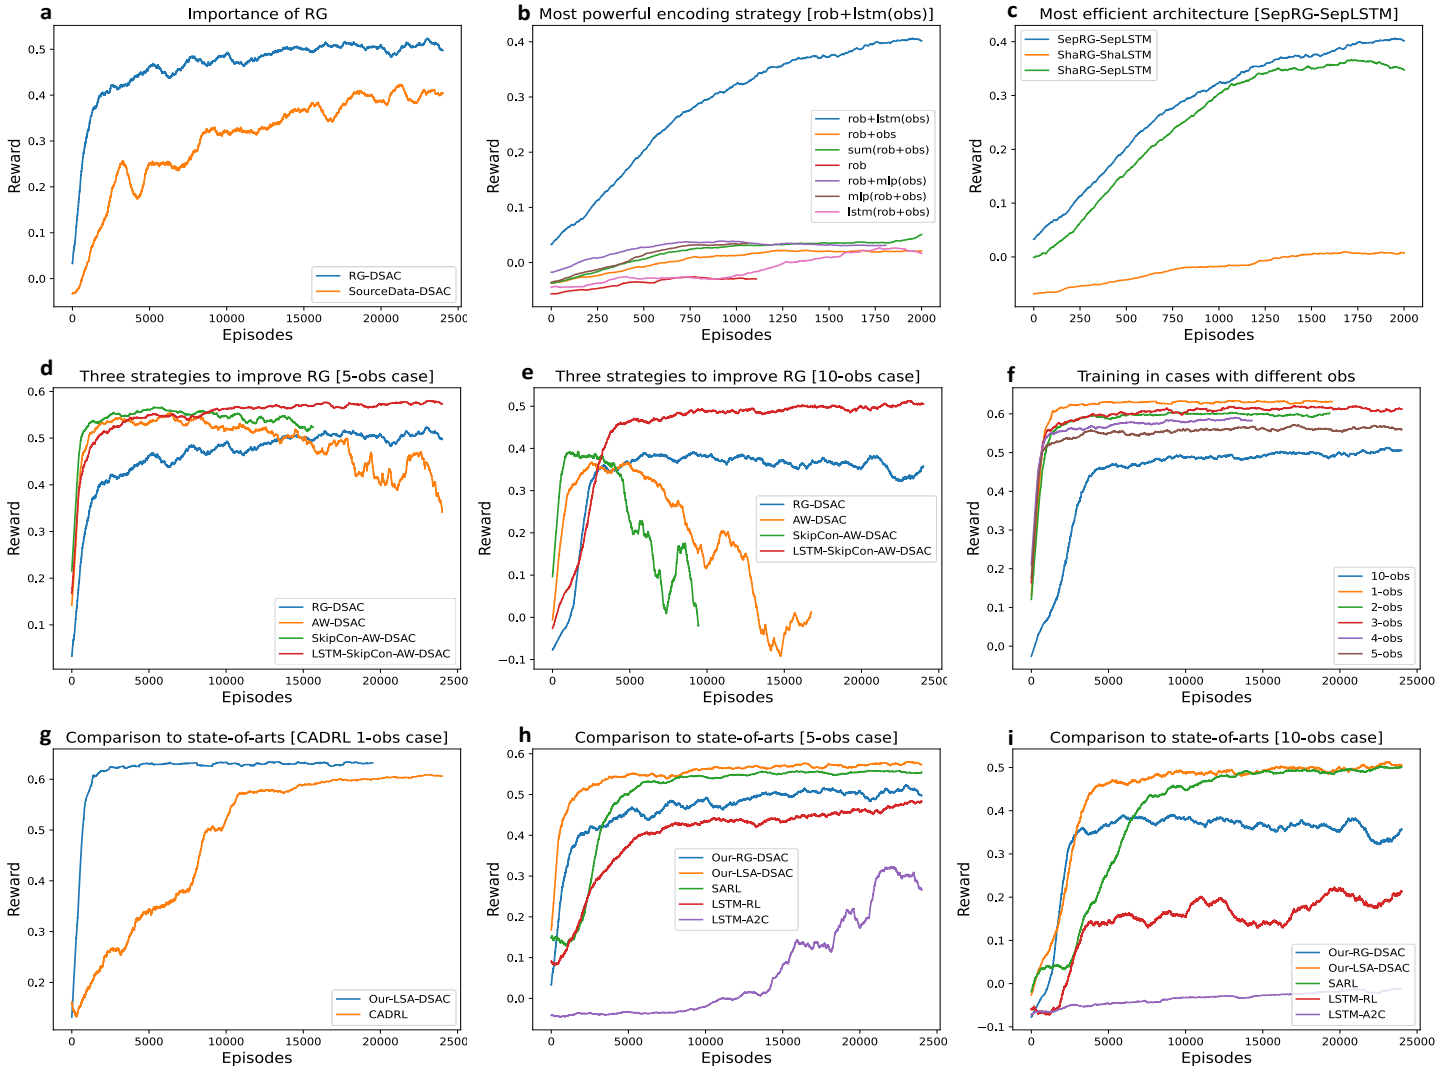 a Importance of RG
Reward
0.5
0.4
0.3
0.2
0.1
0.0
RG-DSAC
SourceData-DSAC
0 5000 10000 15000 20000 2500
Episodes
b Most powerful encoding strategy [rob+lstm(obs)]
Reward
0.4
0.3
0.2
0.1
0.0
rob+lstm(obs)
rob+obs
sum(rob+obs)
rob
rob+mlp(obs)
mlp(rob+obs)
lstm(rob+obs)
0 250 500 750 1000 1250 1500 1750 2000
Episodes
c Most efficient architecture [SepRG-SepLSTM]
Reward
0.4
0.3
0.2
0.1
0.0
SepRG-SepLSTM
ShaRG-ShaLSTM
ShaRG-SepLSTM
0 250 500 750 1000 1250 1500 1750 2000
Episodes
d Three strategies to improve RG [5-obs case]
Reward
0.6
0.5
0.4
0.3
0.2
0.1
RG-DSAC
AW-DSAC
SkipCon-AW-DSAC
LSTM-SkipCon-AW-DSAC
0 5000 10000 15000 20000 2500
Episodes
e Three strategies to improve RG [10-obs case]
Reward
0.5
0.4
0.3
0.2
0.1
0.0
−0.1
RG-DSAC
AW-DSAC
SkipCon-AW-DSAC
LSTM-SkipCon-AW-DSAC
0 5000 10000 15000 20000 2500
Episodes
f Training in cases with different obs
Reward
0.6
0.5
0.4
0.3
0.2
0.1
0.0
10-obs
1-obs
2-obs
3-obs
4-obs
5-obs
0 5000 10000 15000 20000 25000
Episodes
g Comparison to state-of-arts [CADRL 1-obs case]
Reward
0.6
0.5
0.4
0.3
0.2
Our-LSA-DSAC
CADRL
0 5000 10000 15000 20000 2500
Episodes
h Comparison to state-of-arts [5-obs case]
Reward
0.6
0.5
0.4
0.3
0.2
0.1
0.0
Our-RG-DSAC
Our-LSA-DSAC
SARL
LSTM-RL
LSTM-A2C
0 5000 10000 15000 20000 2500
Episodes
i Comparison to state-of-arts [10-obs case]
Reward
0.5
0.4
0.3
0.2
0.1
0.0
−0.1
Our-RG-DSAC
Our-LSA-DSAC
SARL
LSTM-RL
LSTM-A2C
0 5000 10000 15000 20000 25000
Episodes